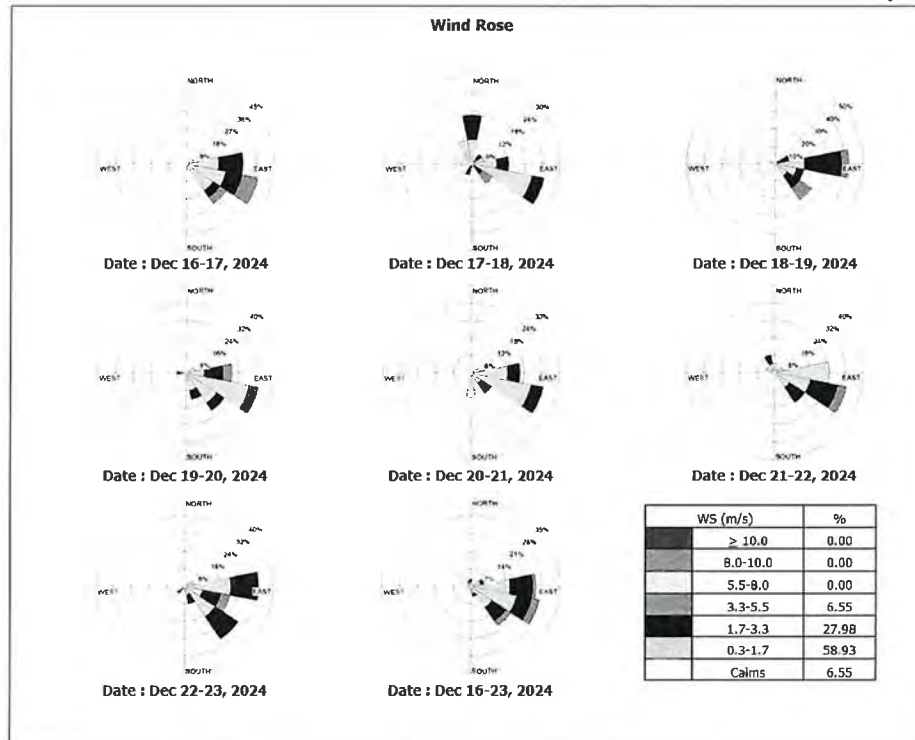 Wind Rose
NORTH
WEST
EAST
SOUTH
9%
18%
27%
36%
45%
Date : Dec 16-17, 2024
NORTH
WEST
EAST
SOUTH
6%
12%
18%
24%
30%
Date : Dec 17-18, 2024
NORTH
WEST
EAST
SOUTH
10%
20%
30%
40%
50%
Date : Dec 18-19, 2024
NORTH
WEST
EAST
SOUTH
8%
16%
24%
32%
40%
Date : Dec 19-20, 2024
NORTH
WEST
EAST
SOUTH
6%
12%
18%
24%
30%
Date : Dec 20-21, 2024
NORTH
WEST
EAST
SOUTH
8%
16%
24%
32%
40%
Date : Dec 21-22, 2024
NORTH
WEST
EAST
SOUTH
8%
16%
24%
32%
40%
Date : Dec 22-23, 2024
NORTH
WEST
EAST
SOUTH
7%
14%
21%
28%
35%
Date : Dec 16-23, 2024
WS (m/s) %
≥ 10.0 0.00
8.0-10.0 0.00
5.5-8.0 0.00
3.3-5.5 6.55
1.7-3.3 27.98
0.3-1.7 58.93
Calms 6.55